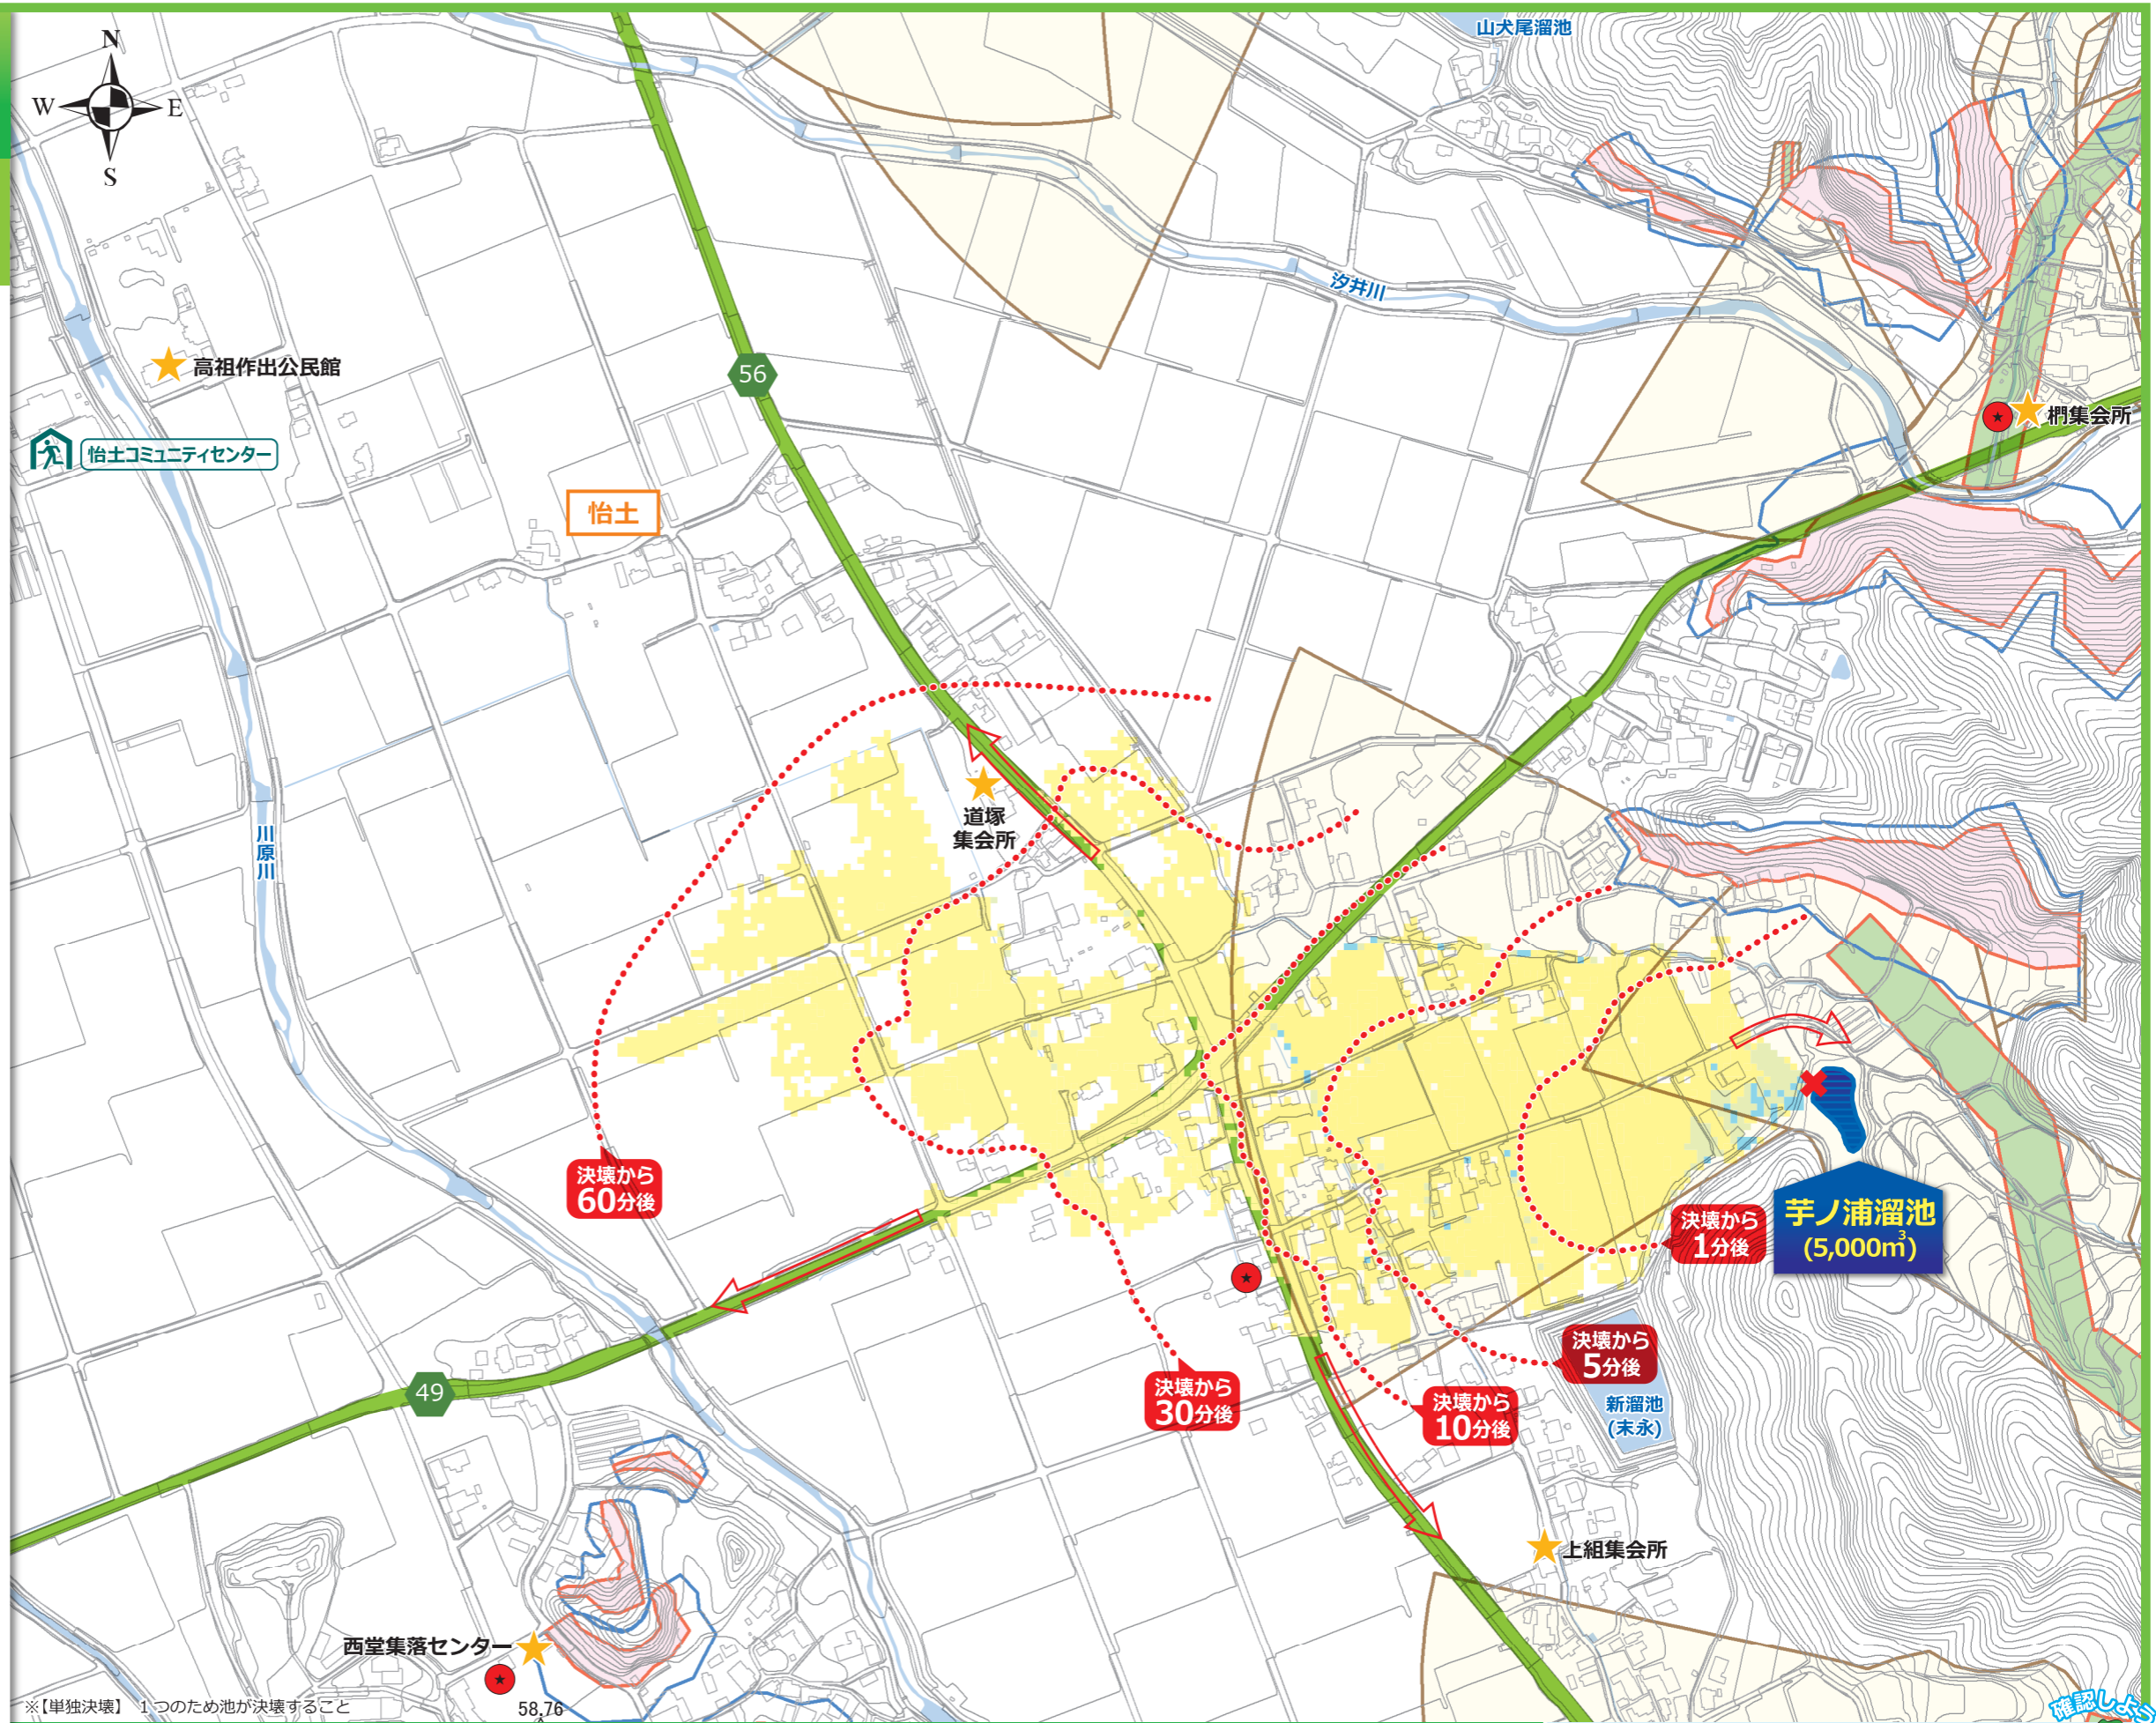 山犬尾溜池
N
W
E
S
汐井川
高祖作出公民館
56
椚集会所
怡土コミュニティセンター
怡土
道塚
集会所
川原川
決壊から
60分後
芋ノ浦溜池
(5,000m³)
決壊から
1分後
決壊から
5分後
決壊から
30分後
決壊から
10分後
49
新溜池
(末永)
上組集会所
西堂集落センター
※【単独決壊】 1つのため池が決壊すること
58.76
確認しよう